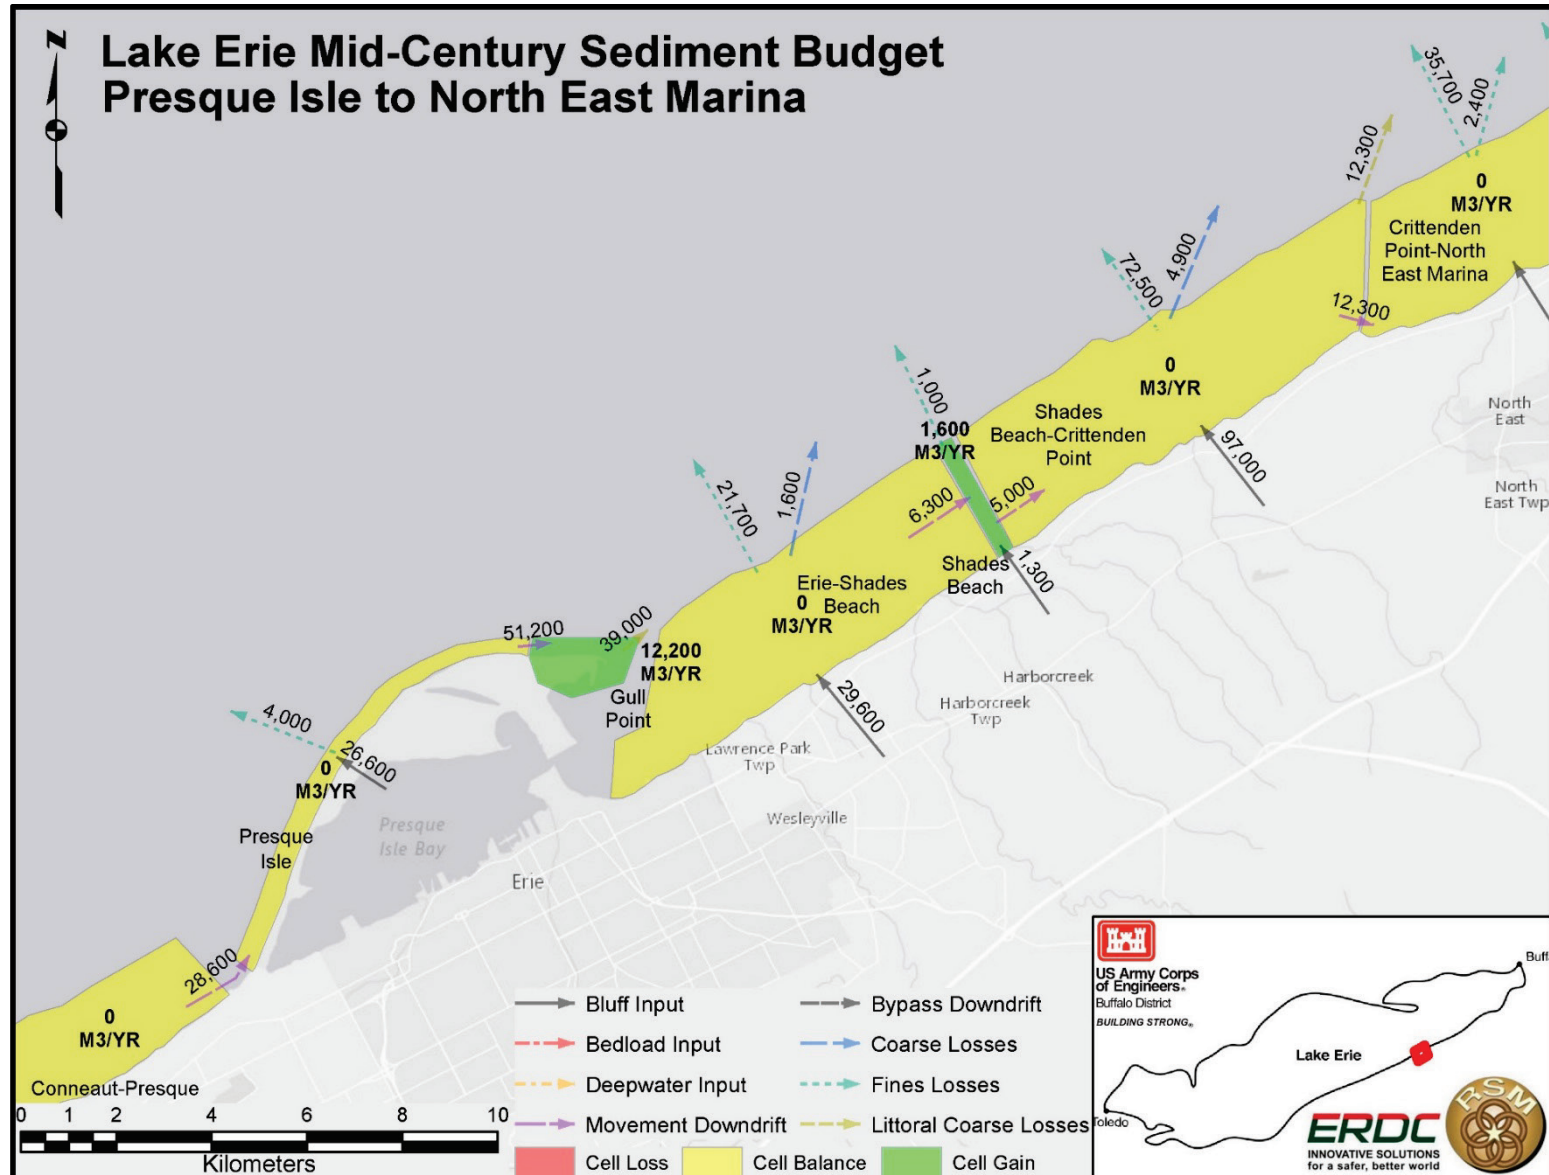 N
Lake Erie Mid-Century Sediment Budget
Presque Isle to North East Marina
35,700
2,400
12,300
0
M3/YR
Crittenden
Point-North
East Marina
12,300
72,500
4,900
0
M3/YR
1,000
1,600
M3/YR
Shades
Beach-Crittenden
Point
97,000
North
East
North
East Twp
21,700
1,600
6,300
5,000
Shades
Beach
1,300
Erie-Shades
Beach
0
M3/YR
51,200
39,000
12,200
M3/YR
Gull
Point
29,600
Harborcreek
Harborcreek
Twp
Lawrence Park
Twp
Wesleyville
4,000
26,600
0
M3/YR
Presque
Isle
Presque
Isle Bay
Erie
28,600
0
M3/YR
Conneaut-Presque
0 1 2 4 6 8 10
Kilometers
Bluff Input
Bedload Input
Deepwater Input
Movement Downdrift
Bypass Downdrift
Coarse Losses
Fines Losses
Littoral Coarse Losses
Cell Loss
Cell Balance
Cell Gain
US Army Corps
of Engineers®
Buffalo District
BUILDING STRONG®
Buff
Lake Erie
Toledo
ERDC
INNOVATIVE SOLUTIONS
for a safer, better world
RSM